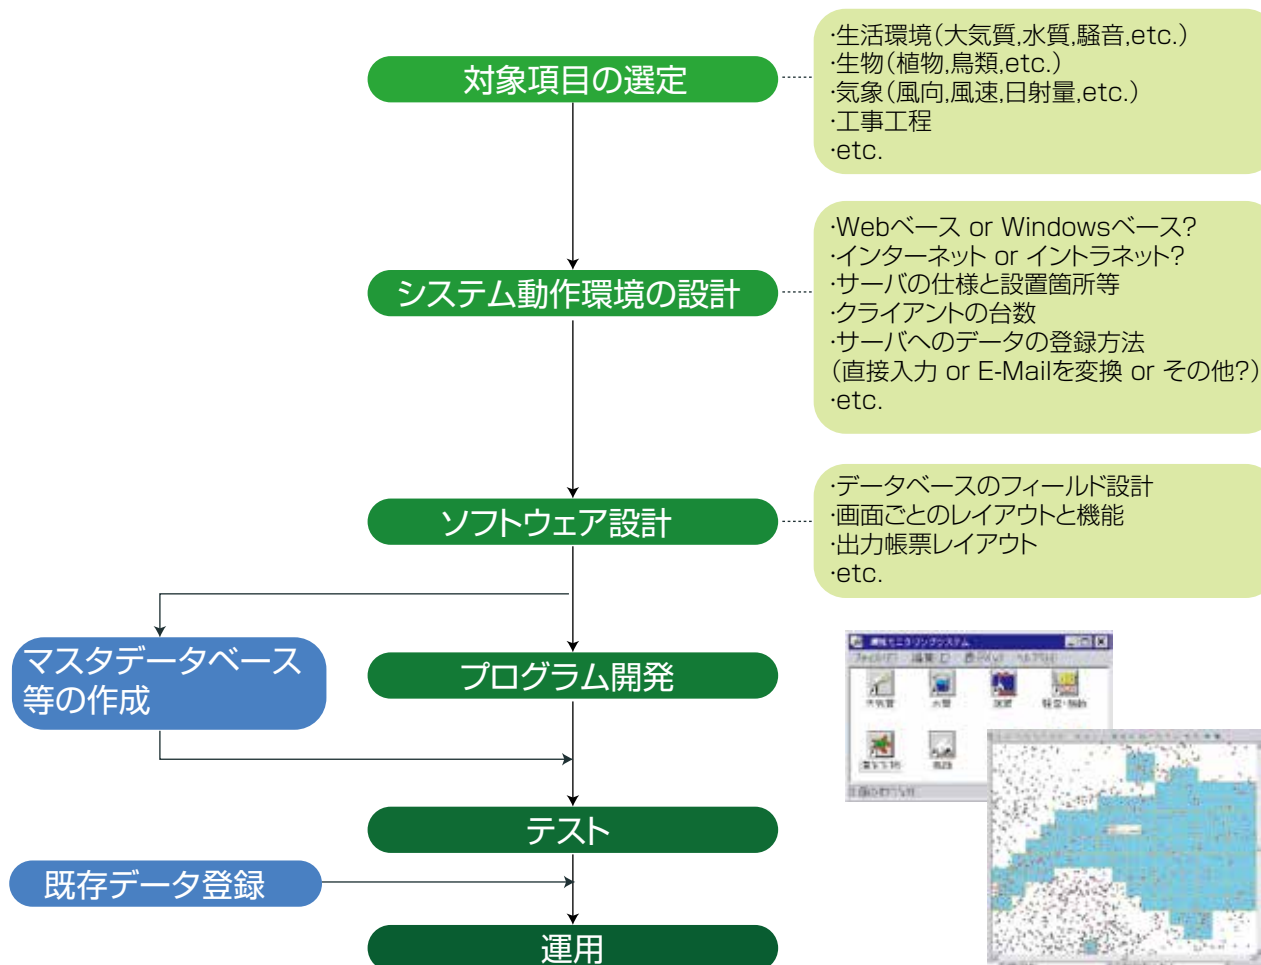 対象項目の選定
·生活環境(大気質,水質,騒音,etc.)
·生物(植物,鳥類,etc.)
·気象(風向,風速,日射量,etc.)
·工事工程
·etc.
システム動作環境の設計
·Webベース or Windowsベース?
·インターネット or イントラネット?
·サーバの仕様と設置箇所等
·クライアントの台数
·サーバへのデータの登録方法
(直接入力 or E-Mailを変換 or その他?)
·etc.
ソフトウェア設計
·データベースのフィールド設計
·画面ごとのレイアウトと機能
·出力帳票レイアウト
·etc.
マスタデータベース
等の作成
プログラム開発
大気質
水質
テスト
既存データ登録
運用